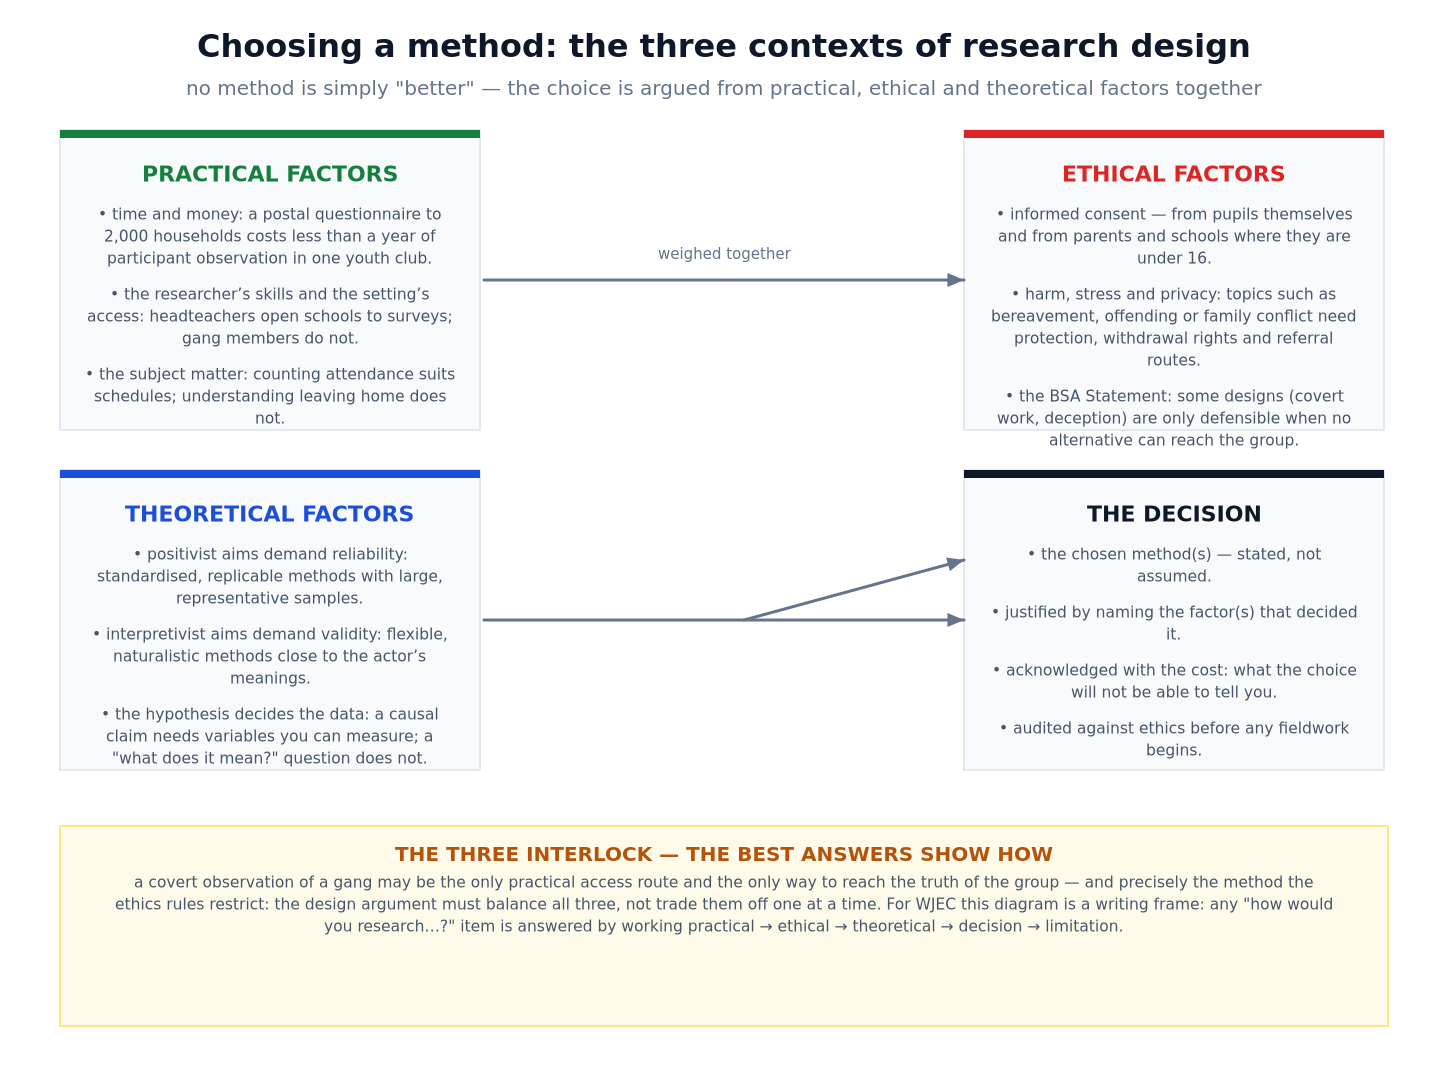 Choosing a method: the three contexts of research design
no method is simply "better" — the choice is argued from practical, ethical and theoretical factors together
PRACTICAL FACTORS
• time and money: a postal questionnaire to
2,000 households costs less than a year of
participant observation in one youth club.
• the researcher’s skills and the setting’s
access: headteachers open schools to surveys;
gang members do not.
• the subject matter: counting attendance suits
schedules; understanding leaving home does
not.
weighed together
ETHICAL FACTORS
• informed consent — from pupils themselves
and from parents and schools where they are
under 16.
• harm, stress and privacy: topics such as
bereavement, offending or family conflict need
protection, withdrawal rights and referral
routes.
• the BSA Statement: some designs (covert
work, deception) are only defensible when no
alternative can reach the group.
THEORETICAL FACTORS
• positivist aims demand reliability:
standardised, replicable methods with large,
representative samples.
• interpretivist aims demand validity: flexible,
naturalistic methods close to the actor’s
meanings.
• the hypothesis decides the data: a causal
claim needs variables you can measure; a
"what does it mean?" question does not.
THE DECISION
• the chosen method(s) — stated, not
assumed.
• justified by naming the factor(s) that decided
it.
• acknowledged with the cost: what the choice
will not be able to tell you.
• audited against ethics before any fieldwork
begins.
THE THREE INTERLOCK — THE BEST ANSWERS SHOW HOW
a covert observation of a gang may be the only practical access route and the only way to reach the truth of the group — and precisely the method the
ethics rules restrict: the design argument must balance all three, not trade them off one at a time. For WJEC this diagram is a writing frame: any "how would
you research…?" item is answered by working practical → ethical → theoretical → decision → limitation.